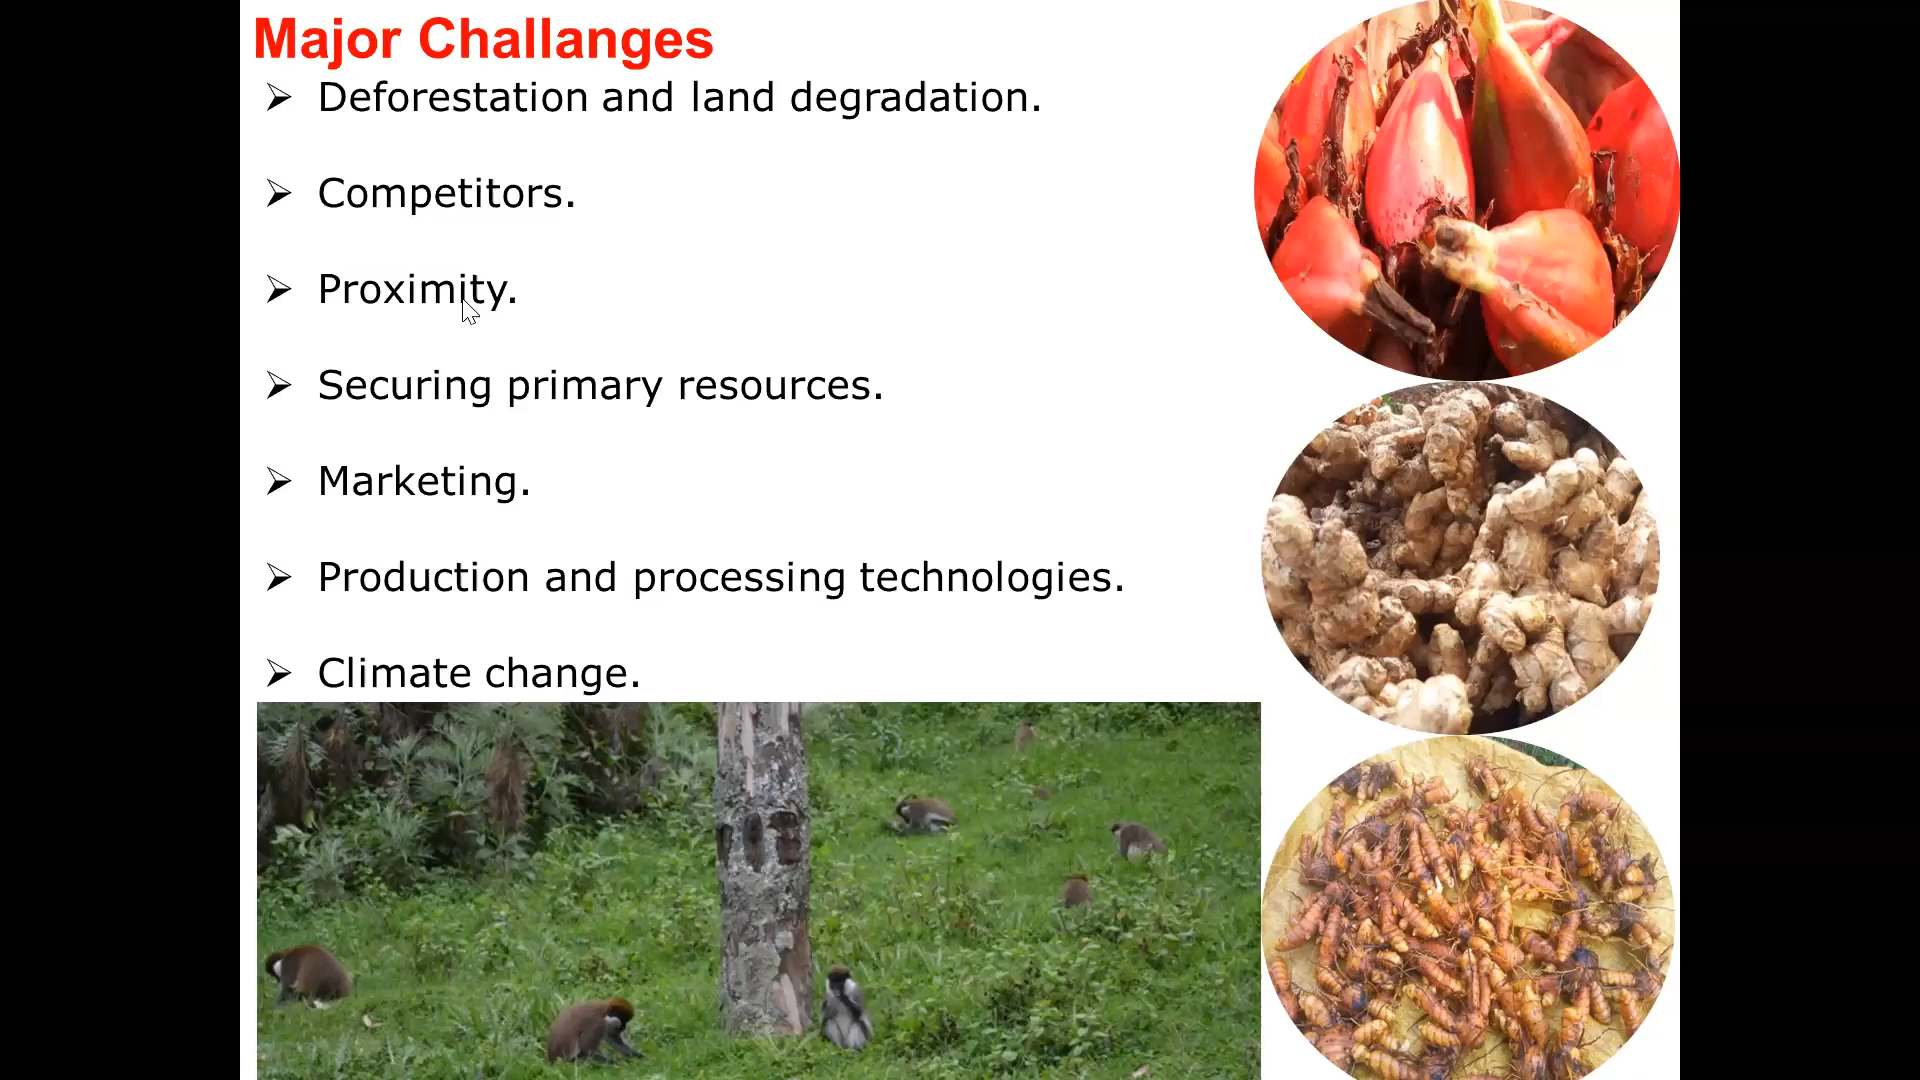 Major Challanges
➢ Deforestation and land degradation.
➢ Competitors.
➢ Proximity.
➢ Securing primary resources.
➢ Marketing.
➢ Production and processing technologies.
➢ Climate change.